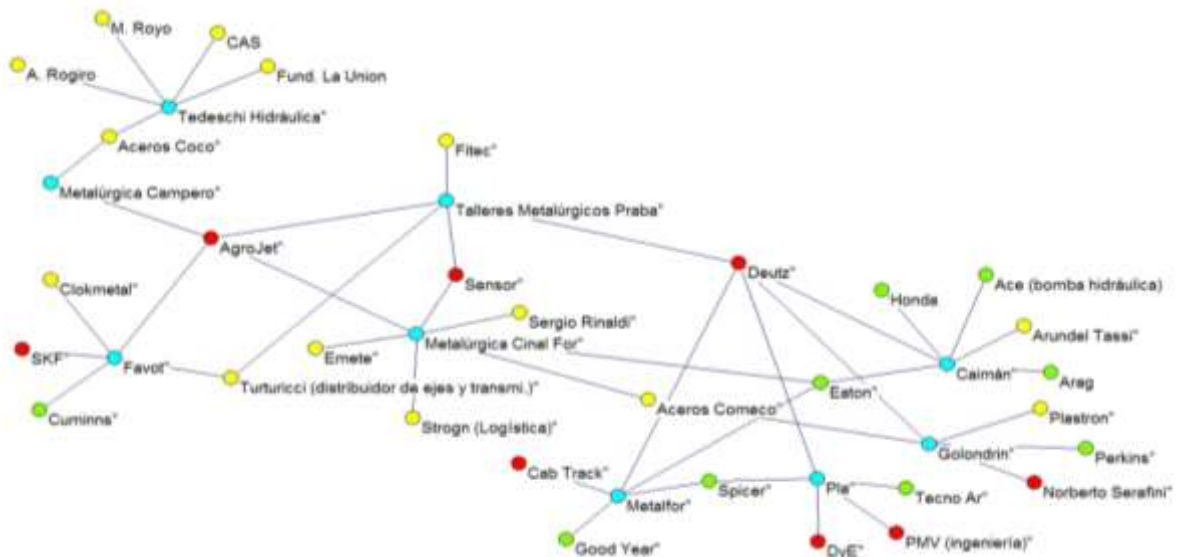 M. Royo
CAS
A. Rogiro
Fund. La Union
Tedeschi Hidráulica"
Aceros Coco"
Fitec"
Metalúrgica Campero"
Talleres Metalúrgicos Praba"
AgroJet"
Deutz"
Sensor"
Clokmetal"
Honda
Ace (bomba hidráulica)
Sergio Rinaldi"
Arundel Tassi"
Emete"
Metalúrgica Cinal For"
SKF"
Favot"
Caimán"
Arag
Turturicci (distribuidor de ejes y transmi.)"
Eaton"
Aceros Comeco"
Plastron"
Cuminns"
Strogn (Logística)"
Golondrin"
Perkins"
Cab Track"
Spicer"
Pla"
Tecno Ar"
Norberto Serafini"
Metalfor"
Good Year"
DyE"
PMV (ingeniería)"